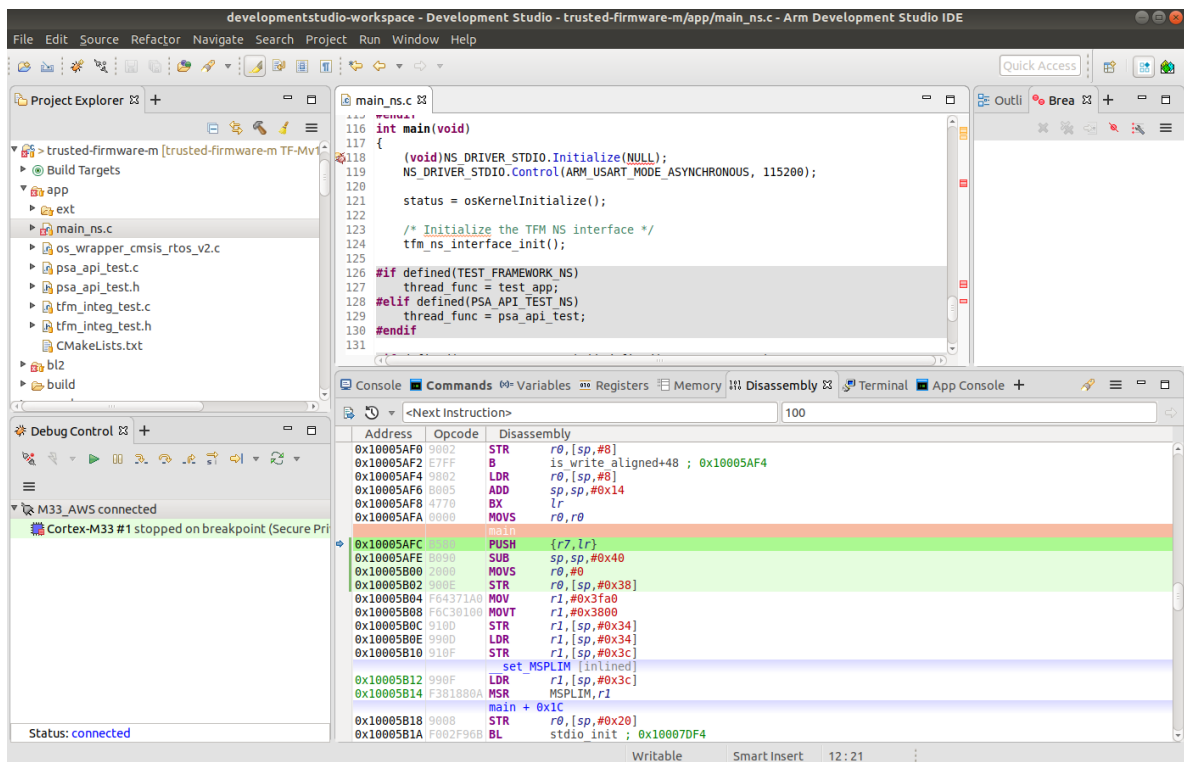 developmentstudio-workspace - Development Studio - trusted-firmware-m/app/main_ns.c - Arm Development Studio IDE
File Edit Source Refactor Navigate Search Project Run Window Help
Quick Access
Project Explorer
> trusted-firmware-m [trusted-firmware-m TF-Mv1
Build Targets
app
ext
main_ns.c
os_wrapper_cmsis_rtos_v2.c
psa_api_test.c
psa_api_test.h
tfm_integ_test.c
tfm_integ_test.h
CMakeLists.txt
bl2
build
main_ns.c
115 #endif
116 int main(void)
117 {
118 (void)NS_DRIVER_STDIO.Initialize(NULL);
119 NS_DRIVER_STDIO.Control(ARM_USART_MODE_ASYNCHRONOUS, 115200);
120
121 status = osKernelInitialize();
122
123 /* Initialize the TFM NS interface */
124 tfm_ns_interface_init();
125
126 #if defined(TEST_FRAMEWORK_NS)
127 thread_func = test_app;
128 #elif defined(PSA_API_TEST_NS)
129 thread_func = psa_api_test;
130 #endif
131
Outli Brea
Debug Control
M33_AWS connected
Cortex-M33 #1 stopped on breakpoint (Secure Pri
Status: connected
Console Commands Variables Registers Memory Disassembly Terminal App Console
<Next Instruction> 100
Address Opcode Disassembly
0x10005AF0 9002 STR r0,[sp,#8]
0x10005AF2 E7FF B is_write_aligned+48 ; 0x10005AF4
0x10005AF4 9802 LDR r0,[sp,#8]
0x10005AF6 B005 ADD sp,sp,#0x14
0x10005AF8 4770 BX lr
0x10005AFA 0000 MOVS r0,r0
main
0x10005AFC B580 PUSH {r7,lr}
0x10005AFE B090 SUB sp,sp,#0x40
0x10005B00 2000 MOVS r0,#0
0x10005B02 900E STR r0,[sp,#0x38]
0x10005B04 F64371A0 MOV r1,#0x3fa0
0x10005B08 F6C30100 MOVT r1,#0x3800
0x10005B0C 910D STR r1,[sp,#0x34]
0x10005B0E 990D LDR r1,[sp,#0x34]
0x10005B10 910F STR r1,[sp,#0x3c]
__set_MSPLIM [inlined]
0x10005B12 990F LDR r1,[sp,#0x3c]
0x10005B14 F381880A MSR MSPLIM,r1
main + 0x1C
0x10005B18 9008 STR r0,[sp,#0x20]
0x10005B1A F002F96B BL stdio_init ; 0x10007DF4
Writable Smart Insert 12 : 21